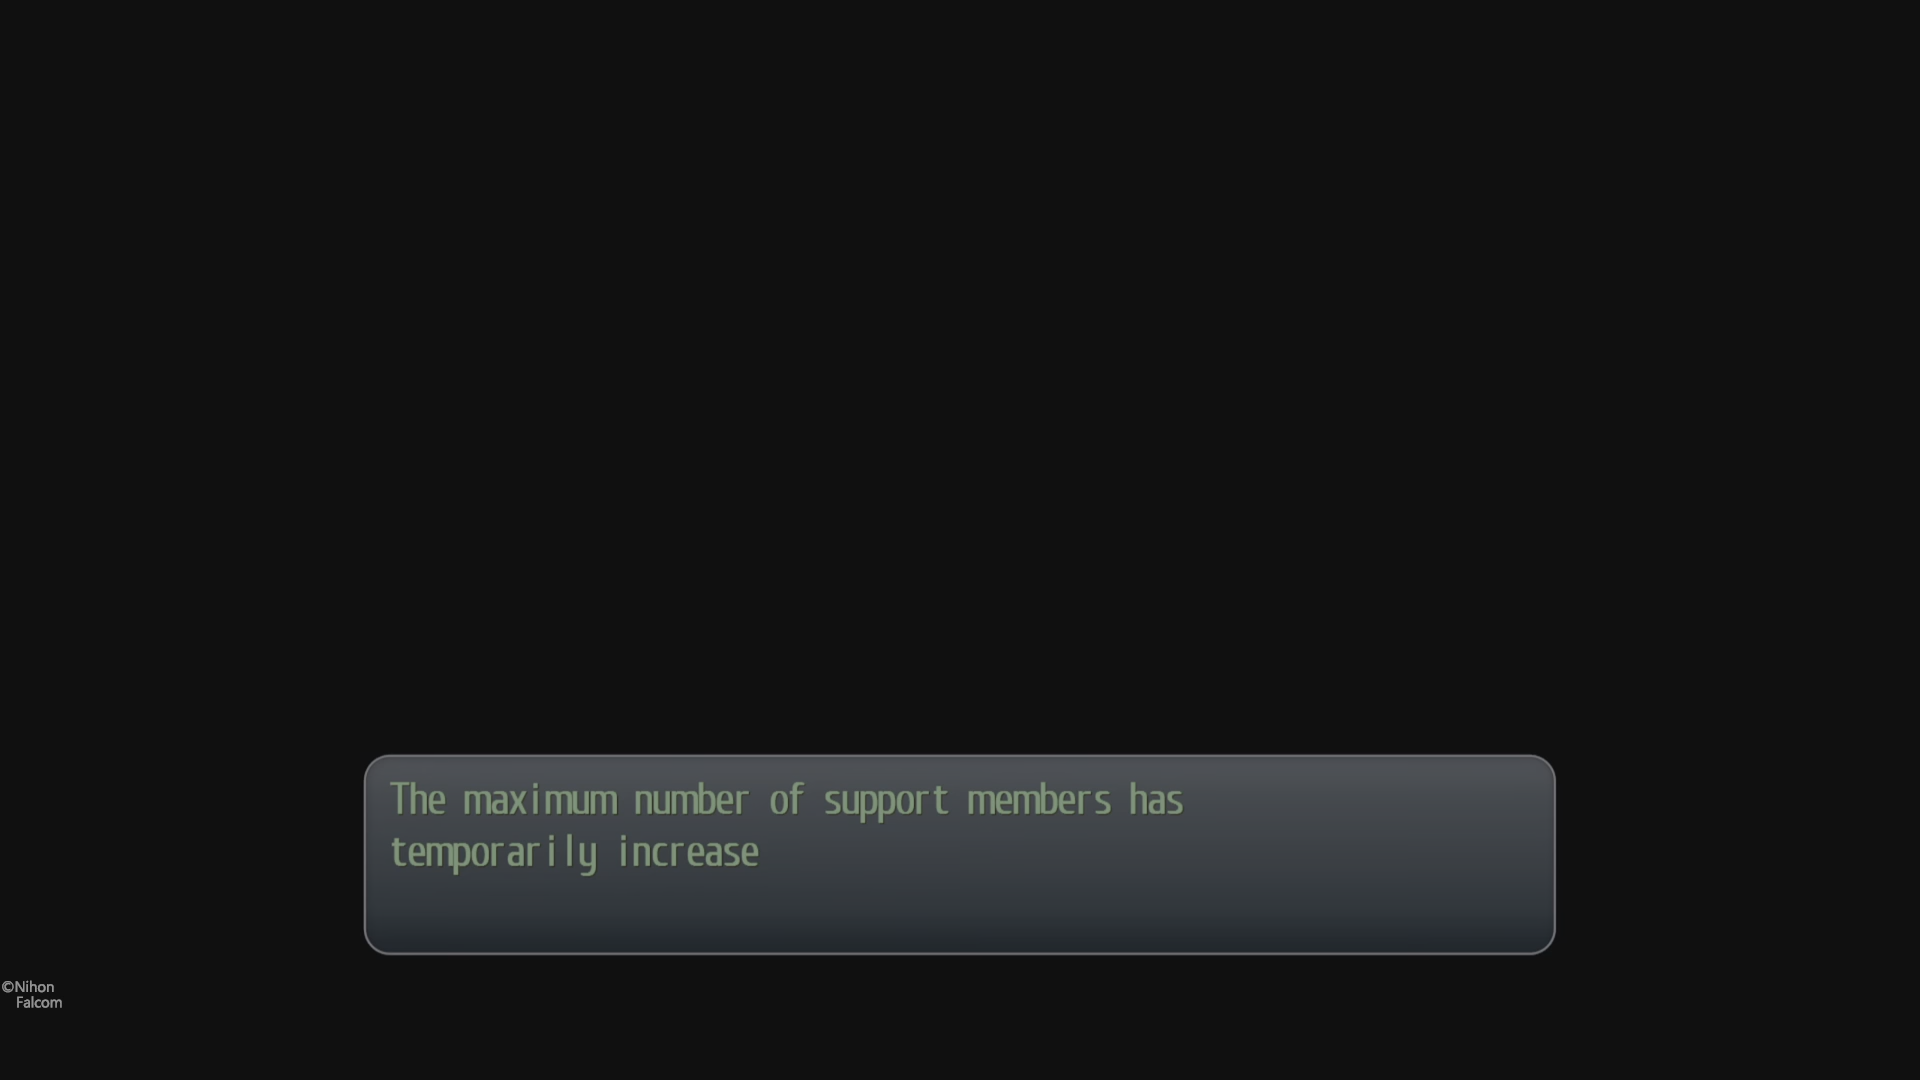 The maximum number of support members has
temporarily increase
©Nihon
Falcom